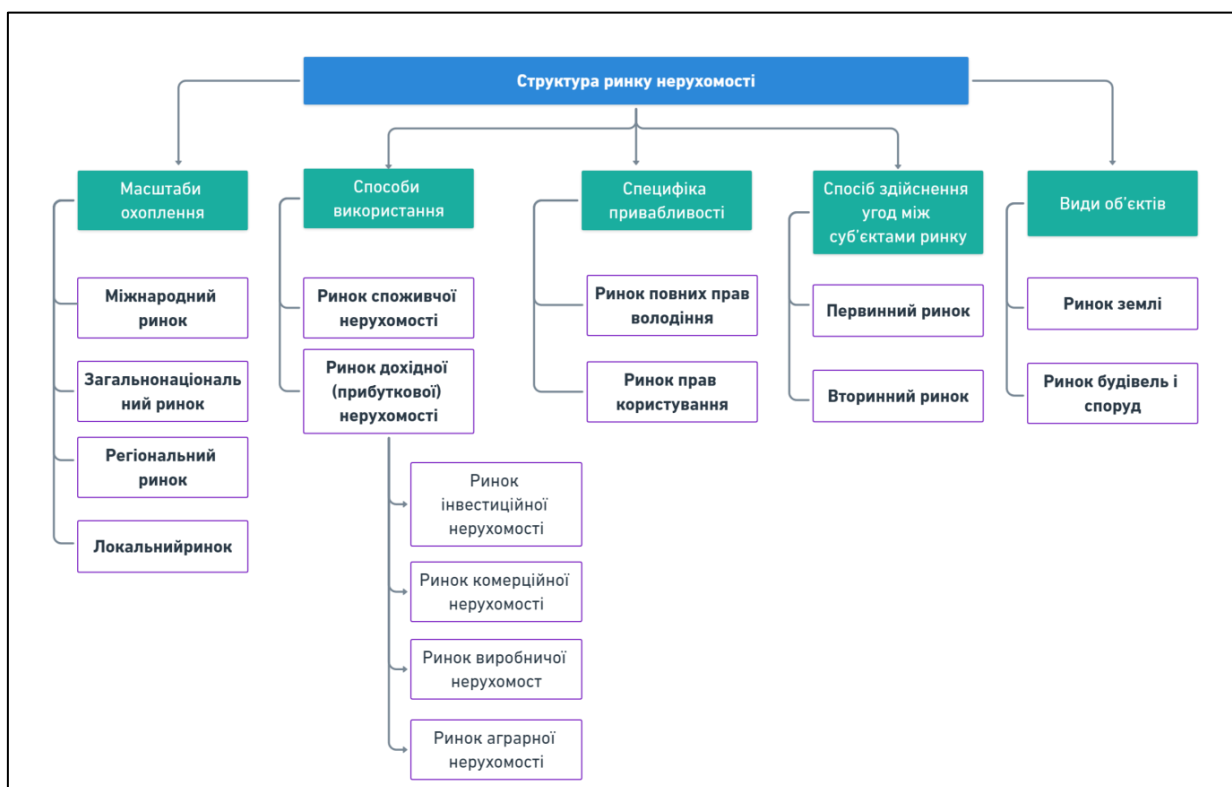 Структура ринку нерухомості
Масштаби
охоплення
Міжнародний
ринок
Загальнонаціональ
ний ринок
Регіональний
ринок
Локальнийринок
Способи
використання
Ринок споживчої
нерухомості
Ринок дохідної
(прибуткової)
нерухомості
Ринок
інвестиційної
нерухомості
Ринок комерційної
нерухомості
Ринок виробничої
нерухомост
Ринок аграрної
нерухомості
Специфіка
привабливості
Ринок повних прав
володіння
Ринок прав
користування
Спосіб здійснення
угод між
суб'єктами ринку
Первинний ринок
Вторинний ринок
Види об'єктів
Ринок землі
Ринок будівель і
споруд